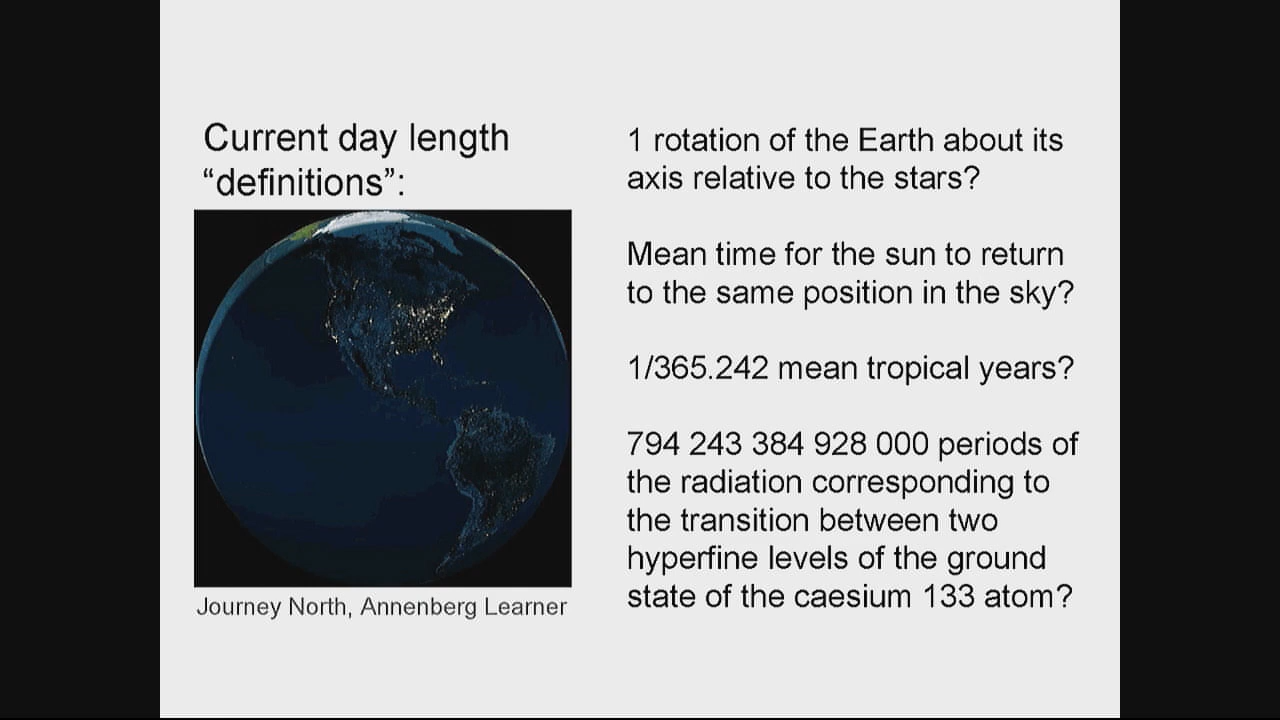 Current day length
“definitions”:
Journey North, Annenberg Learner
1 rotation of the Earth about its
axis relative to the stars?
Mean time for the sun to return
to the same position in the sky?
1/365.242 mean tropical years?
794 243 384 928 000 periods of
the radiation corresponding to
the transition between two
hyperfine levels of the ground
state of the caesium 133 atom?